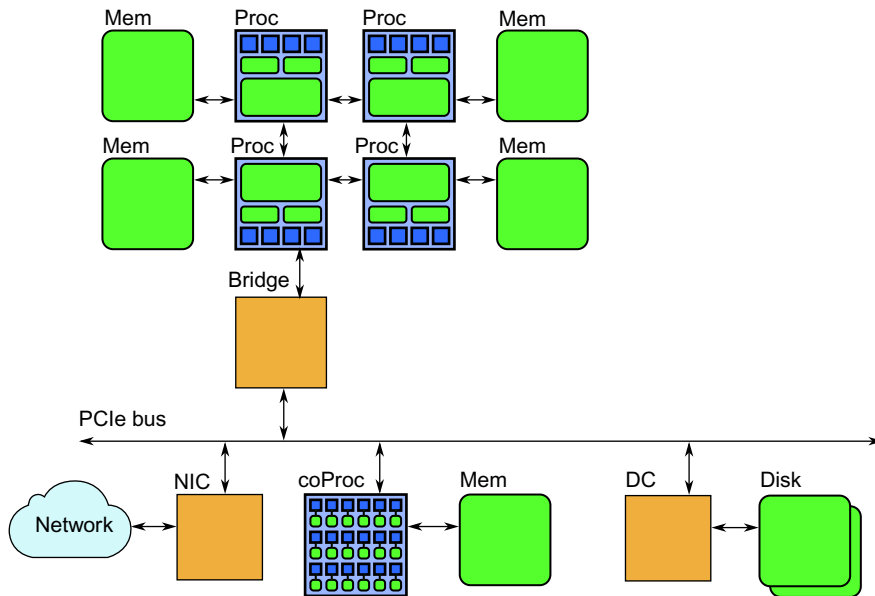 Mem Proc Proc Mem
Mem Proc Proc Mem
Bridge
PCIe bus
NIC coProc Mem DC Disk
Network